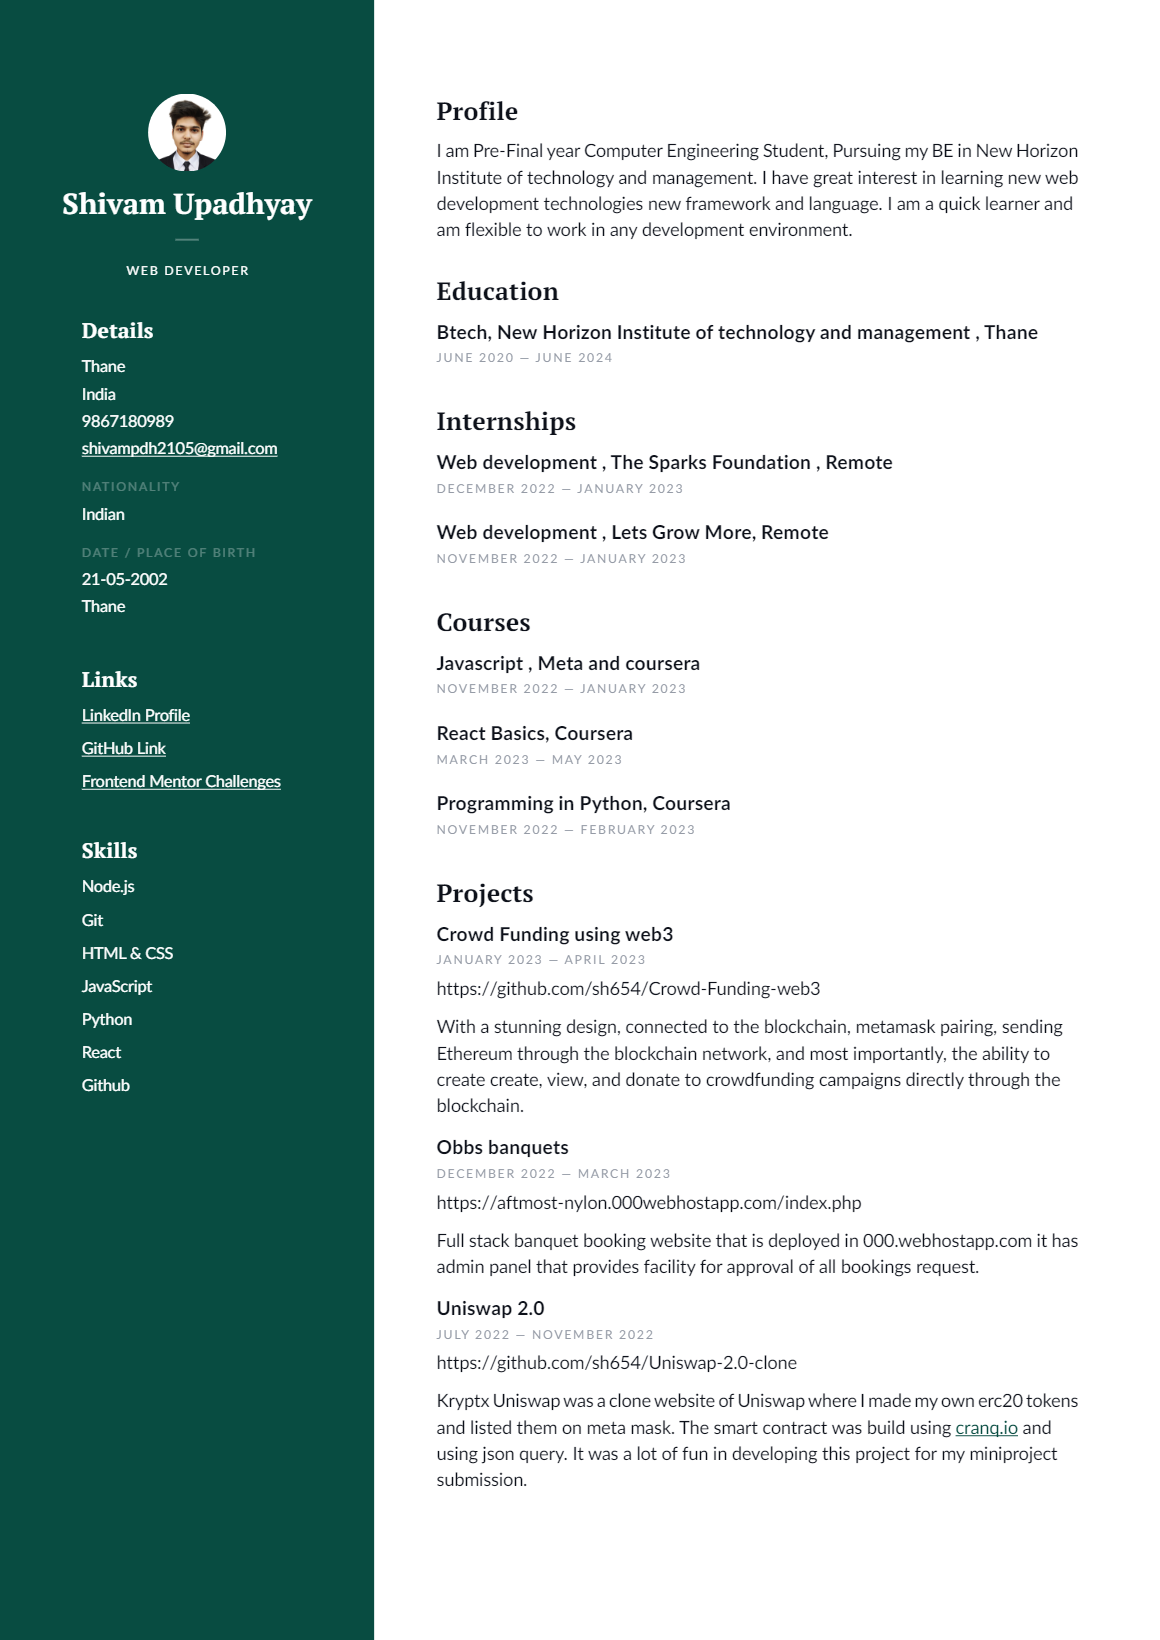 Shivam Upadhyay
WEB DEVELOPER
Details
Thane
India
9867180989
shivampdh2105@gmail.com
NATIONALITY
Indian
DATE / PLACE OF BIRTH
21-05-2002
Thane
Links
LinkedIn Profile
GitHub Link
Frontend Mentor Challenges
Skills
Node.js
Git
HTML & CSS
JavaScript
Python
React
Github
Profile
I am Pre-Final year Computer Engineering Student, Pursuing my BE in New Horizon
Institute of technology and management. I have great interest in learning new web
development technologies new framework and language. I am a quick learner and
am flexible to work in any development environment.
Education
Btech, New Horizon Institute of technology and management , Thane
JUNE 2020 — JUNE 2024
Internships
Web development , The Sparks Foundation , Remote
DECEMBER 2022 — JANUARY 2023
Web development , Lets Grow More, Remote
NOVEMBER 2022 — JANUARY 2023
Courses
Javascript , Meta and coursera
NOVEMBER 2022 — JANUARY 2023
React Basics, Coursera
MARCH 2023 — MAY 2023
Programming in Python, Coursera
NOVEMBER 2022 — FEBRUARY 2023
Projects
Crowd Funding using web3
JANUARY 2023 — APRIL 2023
https://github.com/sh654/Crowd-Funding-web3
With a stunning design, connected to the blockchain, metamask pairing, sending
Ethereum through the blockchain network, and most importantly, the ability to
create create, view, and donate to crowdfunding campaigns directly through the
blockchain.
Obbs banquets
DECEMBER 2022 — MARCH 2023
https://aftmost-nylon.000webhostapp.com/index.php
Full stack banquet booking website that is deployed in 000.webhostapp.com it has
admin panel that provides facility for approval of all bookings request.
Uniswap 2.0
JULY 2022 — NOVEMBER 2022
https://github.com/sh654/Uniswap-2.0-clone
Kryptx Uniswap was a clone website of Uniswap where I made my own erc20 tokens
and listed them on meta mask. The smart contract was build using cranq.io and
using json query. It was a lot of fun in developing this project for my miniproject
submission.